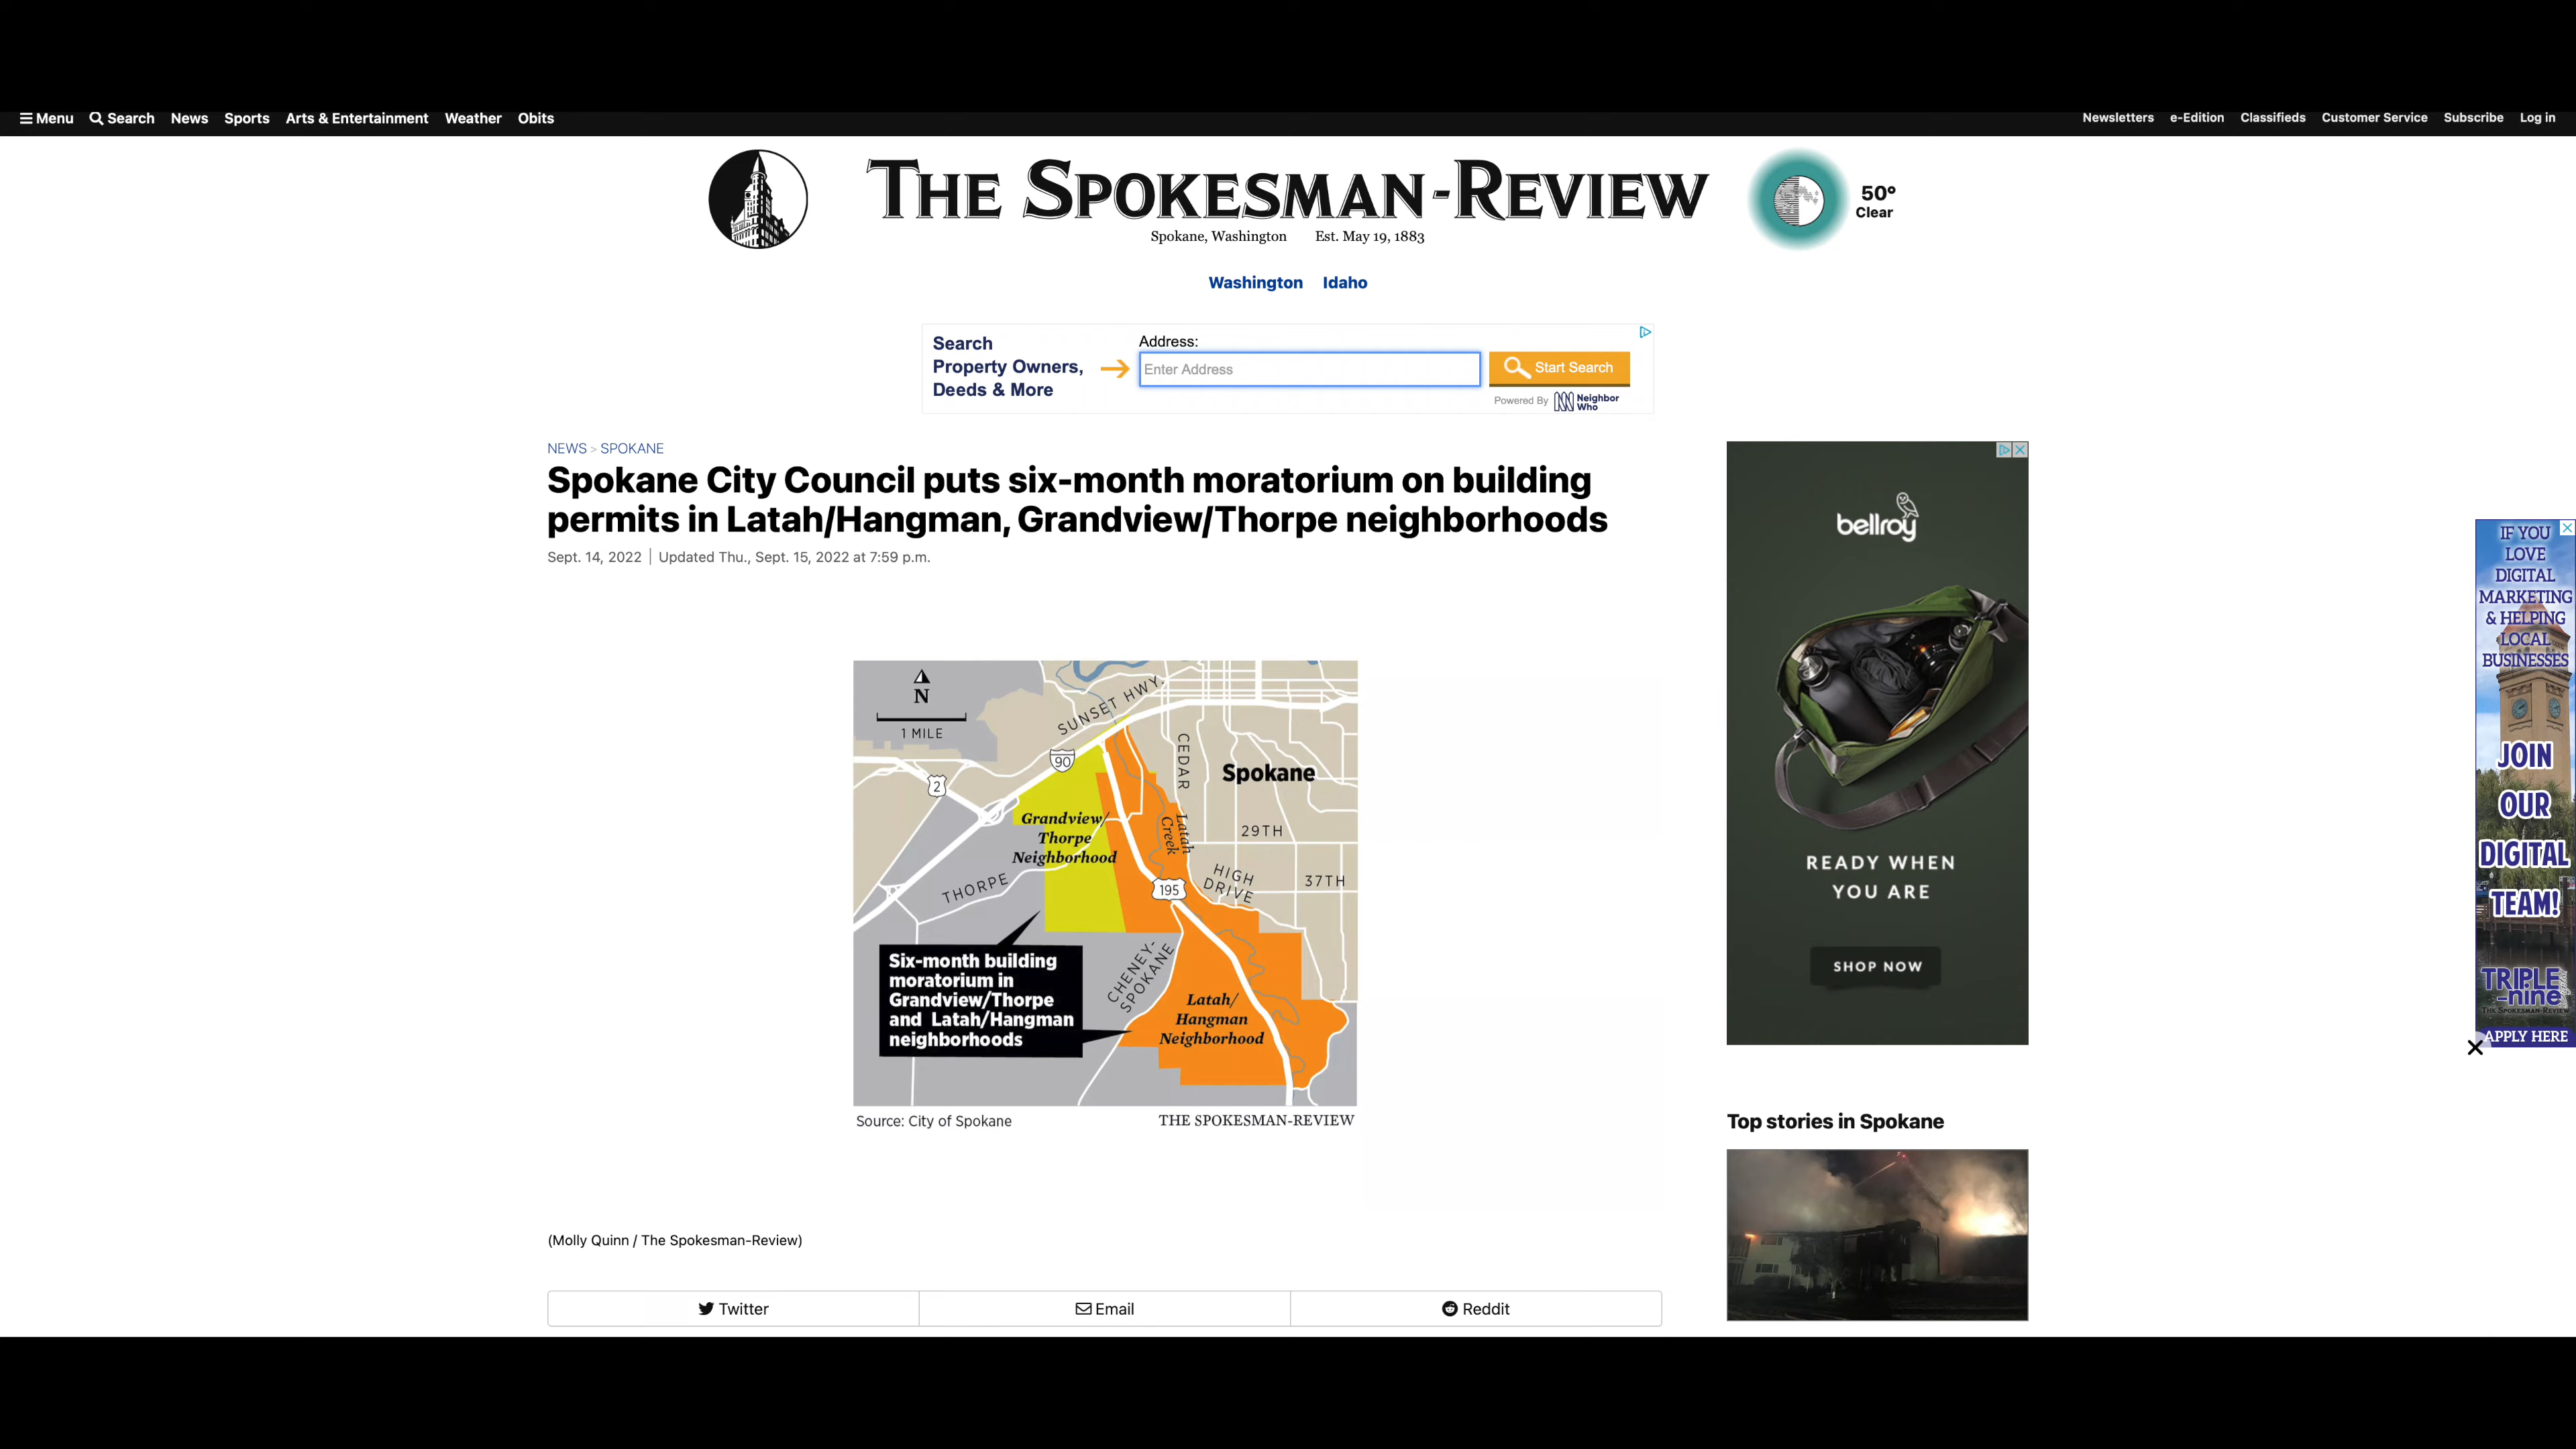 Menu Search News Sports Arts & Entertainment Weather Obits
Newsletters e-Edition Classifieds Customer Service Subscribe Log in
THE SPOKESMAN-REVIEW
Spokane, Washington Est. May 19, 1883
50°
Clear
Washington Idaho
Search
Property Owners,
Deeds & More
Address:
Enter Address
Start Search
Powered By Neighbor
Who
NEWS > SPOKANE
Spokane City Council puts six-month moratorium on building
permits in Latah/Hangman, Grandview/Thorpe neighborhoods
Sept. 14, 2022 | Updated Thu., Sept. 15, 2022 at 7:59 p.m.
N
1 MILE
SUNSET HWY.
90
2
CEDAR
Spokane
Grandview/
Thorpe
Neighborhood
Latah
Creek
29TH
THORPE
195
HIGH
DRIVE
37TH
CHENEY-
SPOKANE
Six-month building
moratorium in
Grandview/Thorpe
and Latah/Hangman
neighborhoods
Latah/
Hangman
Neighborhood
Source: City of Spokane
THE SPOKESMAN-REVIEW
(Molly Quinn / The Spokesman-Review)
Twitter
Email
Reddit
bellroy
READY WHEN
YOU ARE
SHOP NOW
Top stories in Spokane
IF YOU
LOVE
DIGITAL
MARKETING
& HELPING
LOCAL
BUSINESSES
JOIN
OUR
DIGITAL
TEAM!
TRIPLE
-nine
THE SPOKESMAN-REVIEW
APPLY HERE